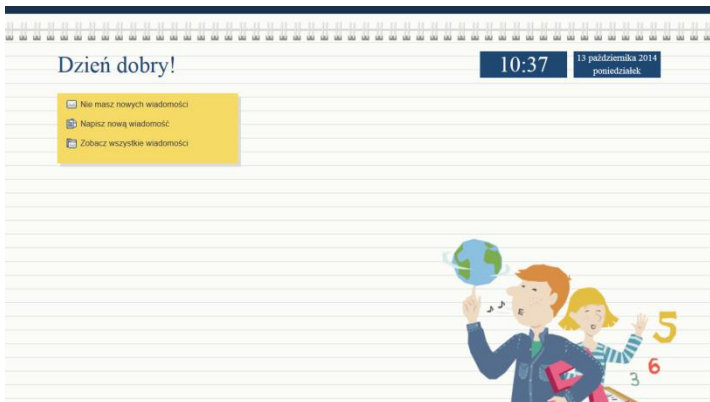 Dzień dobry!
10:37
13 października 2014
poniedziałek
Nie masz nowych wiadomości
Napisz nową wiadomość
Zobacz wszystkie wiadomości
5
6
3